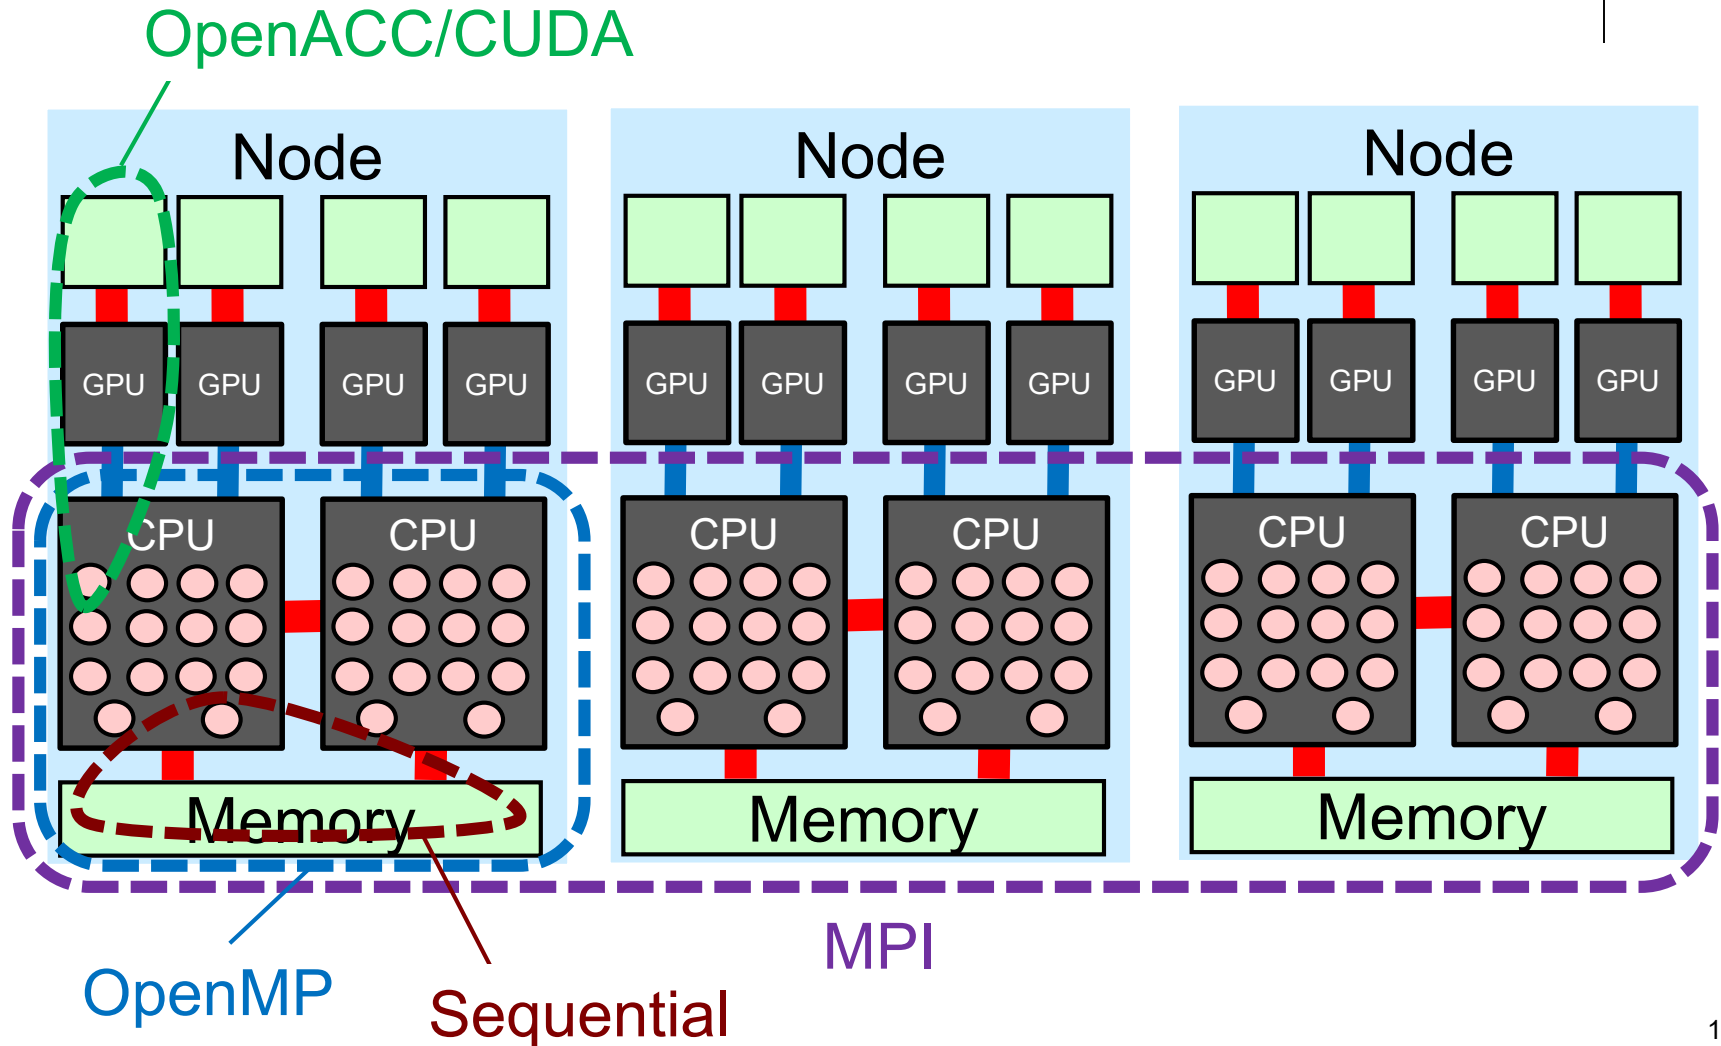 OpenACC/CUDA
Node Node Node
GPU GPU GPU GPU GPU GPU GPU GPU GPU GPU GPU GPU
CPU CPU CPU CPU CPU CPU
Memory Memory Memory
MPI
OpenMP
Sequential
1